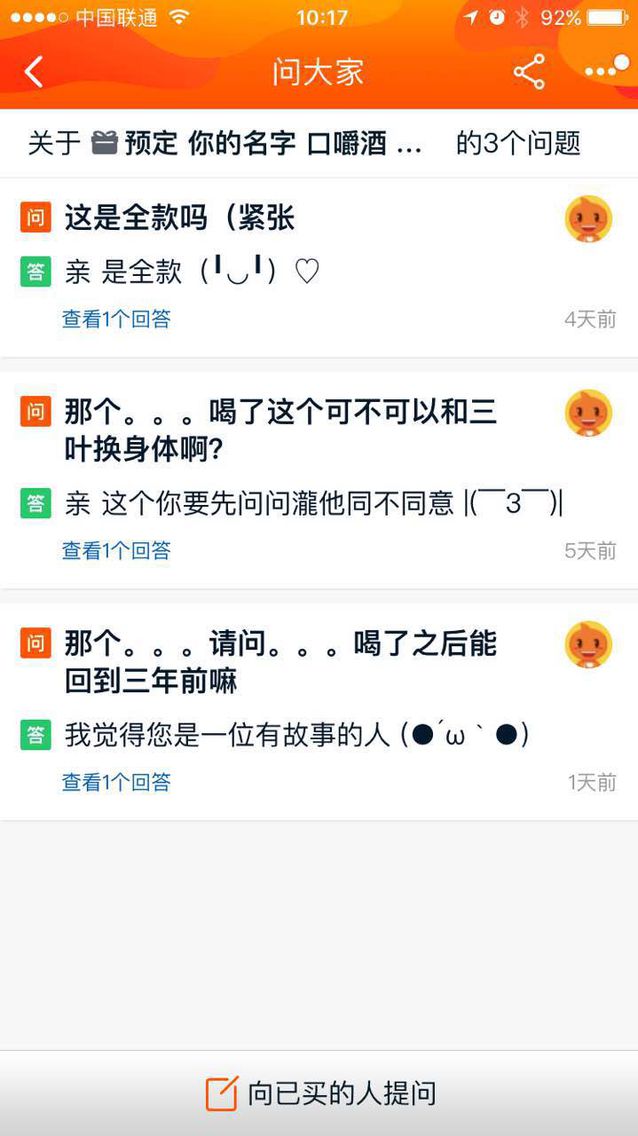 中国联通 10:17 92%
问大家
关于 预定 你的名字 口嚼酒 ... 的3个问题
问 这是全款吗（紧张
答 亲 是全款（╹◡╹）♡
查看1个回答 4天前
问 那个。。。喝了这个可不可以和三
叶换身体啊?
答 亲 这个你要先问问瀧他同不同意 |(￣3￣)|
查看1个回答 5天前
问 那个。。。请问。。。喝了之后能
回到三年前嘛
答 我觉得您是一位有故事的人 (●´ω｀●)
查看1个回答 1天前
向已买的人提问